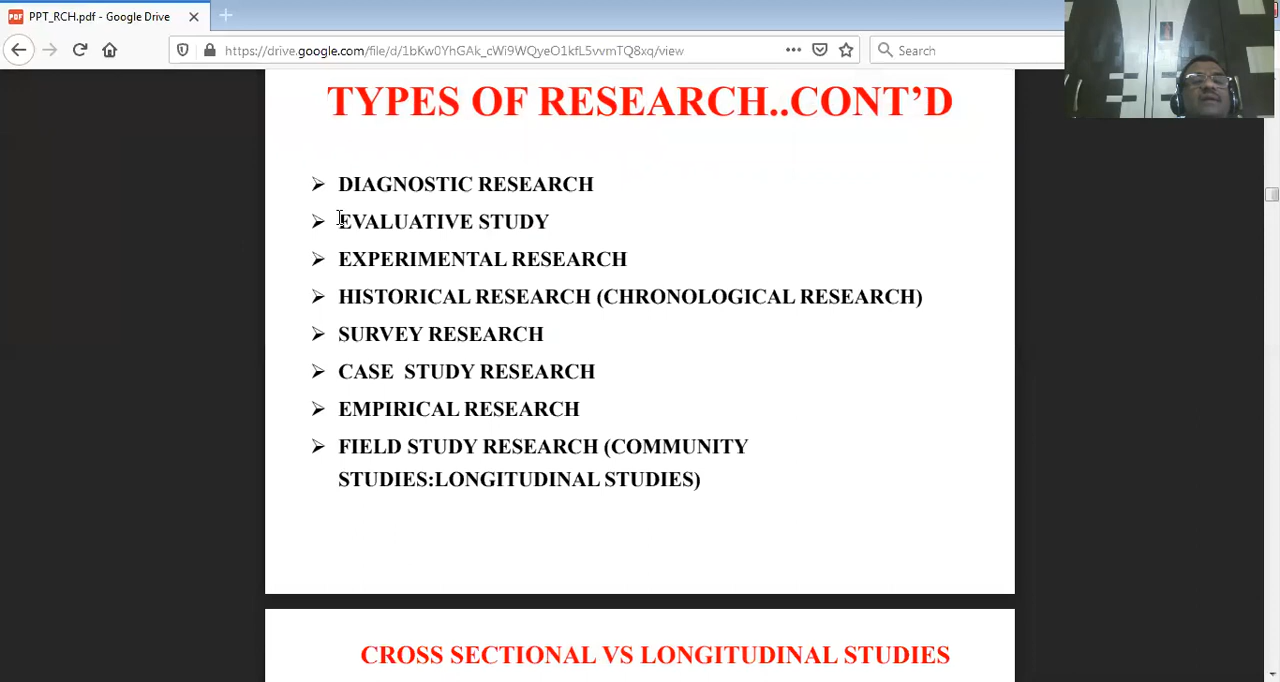 PPT_RCH.pdf - Google Drive
https://drive.google.com/file/d/1bKw0YhGAk_cWi9WQyeO1kfL5vvmTQ8xq/view
Search
TYPES OF RESEARCH..CONT’D
DIAGNOSTIC RESEARCH
EVALUATIVE STUDY
EXPERIMENTAL RESEARCH
HISTORICAL RESEARCH (CHRONOLOGICAL RESEARCH)
SURVEY RESEARCH
CASE STUDY RESEARCH
EMPIRICAL RESEARCH
FIELD STUDY RESEARCH (COMMUNITY
STUDIES:LONGITUDINAL STUDIES)
CROSS SECTIONAL VS LONGITUDINAL STUDIES